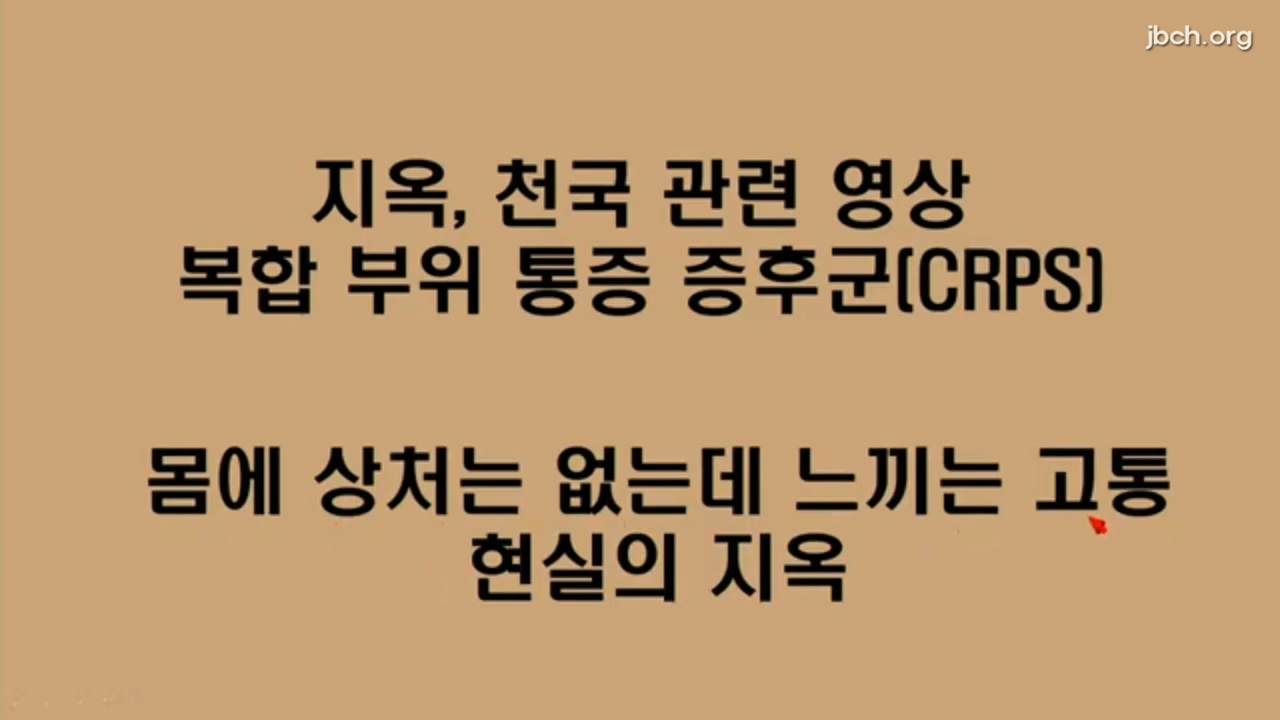 jbch.org
지옥, 천국 관련 영상
복합 부위 통증 증후군(CRPS)
몸에 상처는 없는데 느끼는 고통
현실의 지옥